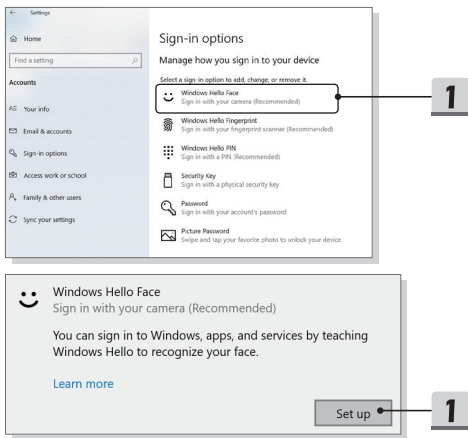 Settings
Home
Find a setting
Accounts
Your info
Email & accounts
Sign-in options
Access work or school
Family & other users
Sync your settings
Sign-in options
Manage how you sign in to your device
Select a sign-in option to add, change, or remove it.
Windows Hello Face
Sign in with your camera (Recommended)
Windows Hello Fingerprint
Sign in with your fingerprint scanner (Recommended)
Windows Hello PIN
Sign in with a PIN (Recommended)
Security Key
Sign in with a physical security key
Password
Sign in with your account's password
Picture Password
Swipe and tap your favorite photo to unlock your device
1
Windows Hello Face
Sign in with your camera (Recommended)
You can sign in to Windows, apps, and services by teaching
Windows Hello to recognize your face.
Learn more
Set up
1